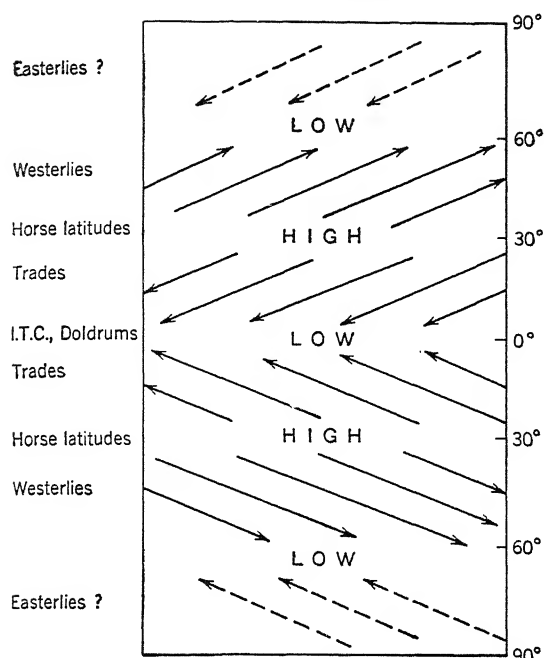 90°
Easterlies ?
LOW
60°
Westerlies
Horse latitudes
HIGH
30°
Trades
I.T.C., Doldrums
LOW
0°
Trades
Horse latitudes
HIGH
30°
Westerlies
LOW
60°
Easterlies ?
90°